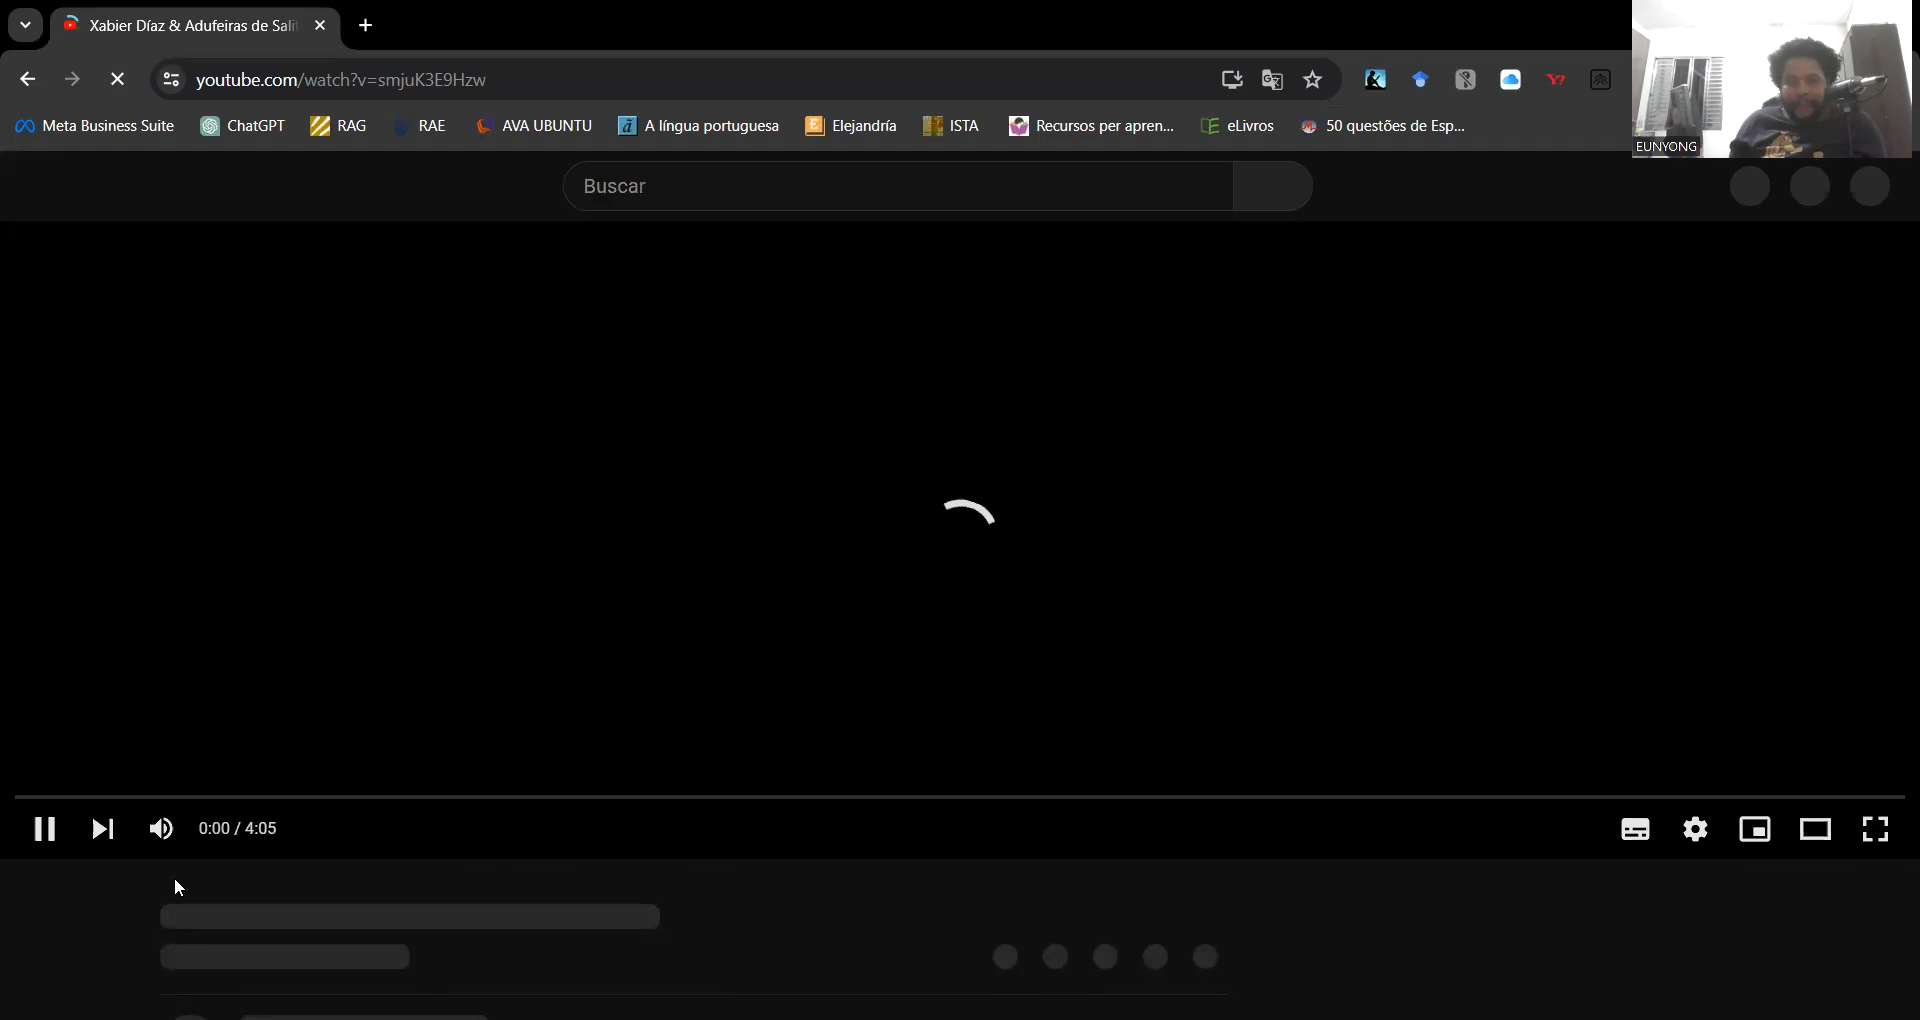 Xabier Díaz & Adufeiras de Sali
youtube.com/watch?v=smjuK3E9Hzw
Meta Business Suite
ChatGPT
RAG
RAE
AVA UBUNTU
A língua portuguesa
Elejandría
ISTA
Recursos per apren...
eLivros
50 questões de Esp...
EUNYONG
Buscar
0:00 / 4:05